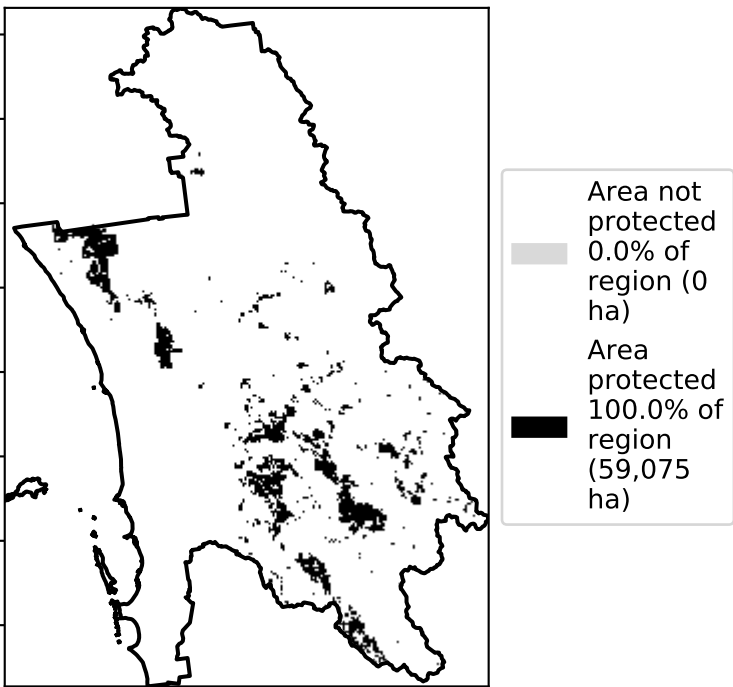 Area not
protected
0.0% of
region (0
ha)
Area
protected
100.0% of
region
(59,075
ha)